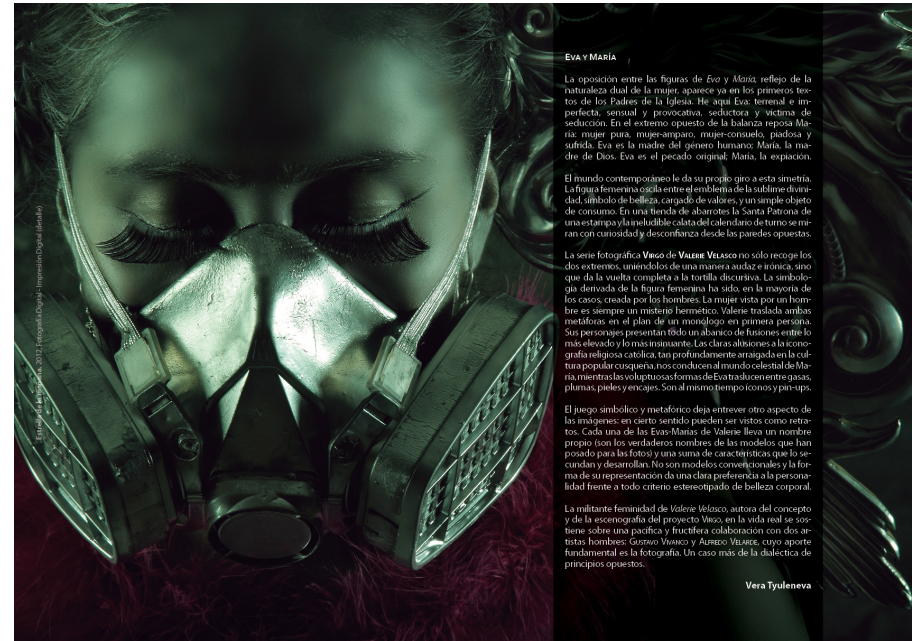 EVA Y MARÍA
La oposición entre las figuras de Eva y María, reflejo de la
naturaleza dual de la mujer, aparece ya en los primeros tex-
tos de los Padres de la Iglesia. He aquí Eva: terrenal e im-
perfecta, sensual y provocativa, seductora y víctima de
seducción. En el extremo opuesto de la balanza reposa Ma-
ría: mujer pura, mujer-amparo, mujer-consuelo, piadosa y
sufrida. Eva es la madre del género humano; María, la ma-
dre de Dios. Eva es el pecado original; María, la expiación.
El mundo contemporáneo le da su propio giro a esta simetría.
La figura femenina oscila entre el emblema de la sublime divini-
dad, símbolo de belleza, cargado de valores, y un simple objeto
de consumo. En una tienda de abarrotes la Santa Patrona de
una estampa y la ineludible calata del calendario de turno se mi-
ran con curiosidad y desconfianza desde las paredes opuestas.
La serie fotográfica VIRGO de VALERIE VELASCO no sólo recoge los
dos extremos, uniéndolos de una manera audaz e irónica, sino
que da la vuelta completa a la tortilla discursiva. La simbolo-
gía derivada de la figura femenina ha sido, en la mayoría de
los casos, creada por los hombres. La mujer vista por un hom-
bre es siempre un misterio hermético. Valerie traslada ambas
metáforas en el plan de un monólogo en primera persona.
Sus personajes presentan todo un abanico de fusiones entre lo
más elevado y lo más insinuante. Las claras alusiones a la icono-
grafía religiosa católica, tan profundamente arraigada en la cul-
tura popular cusqueña, nos conducen al mundo celestial de Ma-
ría, mientras las voluptuosas formas de Eva traslucen entre gasas,
plumas, pieles y encajes. Son al mismo tiempo íconos y pin-ups.
El juego simbólico y metafórico deja entrever otro aspecto de
las imágenes: en cierto sentido pueden ser vistos como retra-
tos. Cada una de las Evas-Marías de Valerie lleva un nombre
propio (son los verdaderos nombres de las modelos que han
posado para las fotos) y una suma de características que lo se-
cundan y desarrollan. No son modelos convencionales y la for-
ma de su representación da una clara preferencia a la persona-
lidad frente a todo criterio estereotipado de belleza corporal.
La militante feminidad de Valerie Velasco, autora del concepto
y de la escenografía del proyecto VIRGO, en la vida real se sos-
tiene sobre una pacífica y fructífera colaboración con dos ar-
tistas hombres: GUSTAVO VIVANCO y ALFREDO VELARDE, cuyo aporte
fundamental es la fotografía. Un caso más de la dialéctica de
principios opuestos.
Vera Tyuleneva
2012, Fotografía Digital - Impresión Digital (detalle)